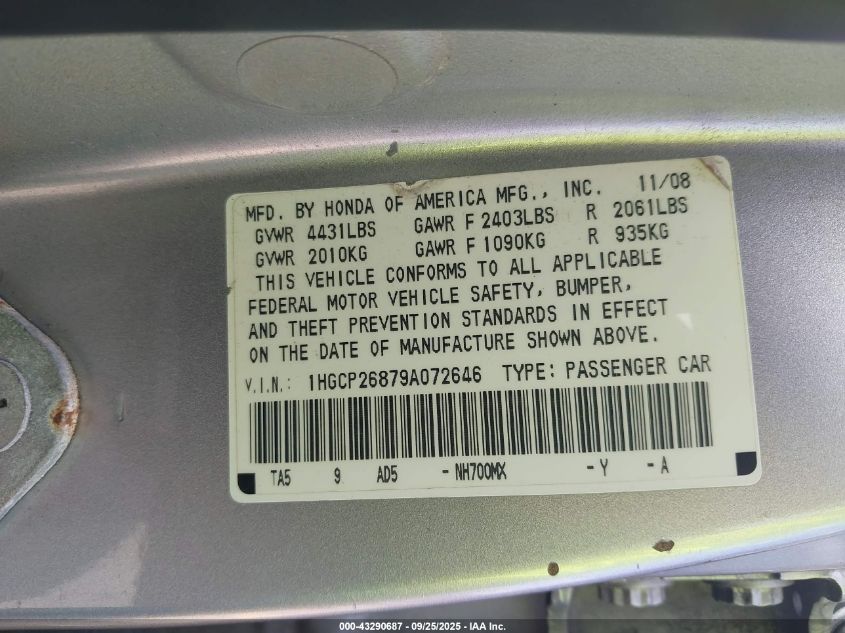 MFD. BY HONDA OF AMERICA MFG., INC. 11/08
GVWR 4431LBS GAWR F 2403LBS R 2061LBS
GVWR 2010KG GAWR F 1090KG R 935KG
THIS VEHICLE CONFORMS TO ALL APPLICABLE
FEDERAL MOTOR VEHICLE SAFETY, BUMPER,
AND THEFT PREVENTION STANDARDS IN EFFECT
ON THE DATE OF MANUFACTURE SHOWN ABOVE.
V.I.N.: 1HGCP26879A072646 TYPE: PASSENGER CAR
TA5 9 AD5 -NH700MX -Y -A
000-43290687 - 09/25/2025 - IAA Inc.